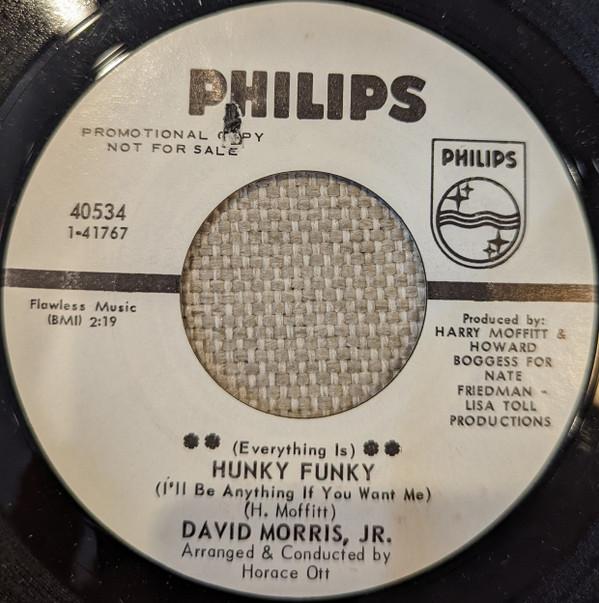 PHILIPS
PROMOTIONAL COPY
NOT FOR SALE
PHILIPS
40534
1-41767
Flawless Music
(BMI) 2:19
Produced by:
HARRY MOFFITT &
HOWARD
BOGGESS FOR
NATE
FRIEDMAN -
LISA TOLL
PRODUCTIONS
(Everything Is)
HUNKY FUNKY
(I'll Be Anything If You Want Me)
(H. Moffitt)
DAVID MORRIS, JR.
Arranged & Conducted by
Horace Ott